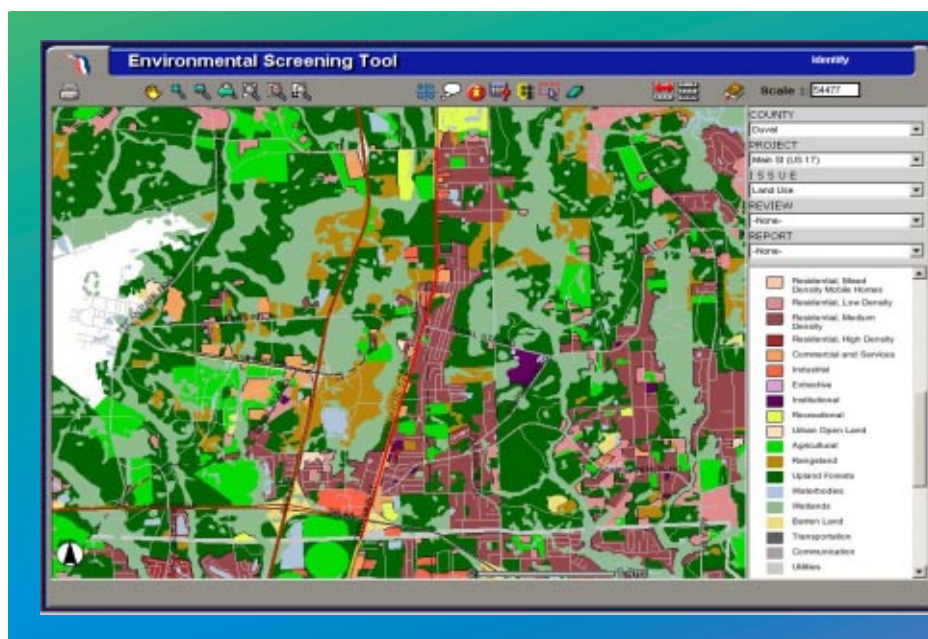 Environmental Screening Tool
Identify
Scale 1: 54477
COUNTY
Duval
PROJECT
Main St (US 17)
I S S U E
Land Use
REVIEW
-None-
REPORT
-None-
Residential, Mixed
Density Mobile Homes
Residential, Low Density
Residential, Medium
Density
Residential, High Density
Commercial and Services
Industrial
Extractive
Institutional
Recreational
Urban Open Land
Agricultural
Rangeland
Upland Forests
Waterbodies
Wetlands
Barren Land
Transportation
Communication
Utilities